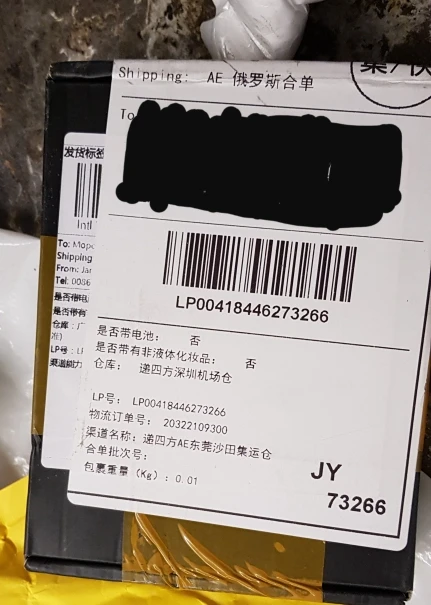 集
快
Shipping: AE 俄罗斯合单
To
LP00418446273266
是否带电池: 否
是否带有非液体化妆品: 否
仓库: 递四方深圳机场仓
LP号: LP00418446273266
物流订单号: 20322109300
渠道名称: 递四方AE东莞沙田集运仓
合单批次号:
包裹重量 (Kg) : 0.01
JY
73266
发货标签
Intl
To:
Shipping
From: Jar
Tel: 0086
是否带电
是否带有
仓库: 广
LP号: LP
渠道能力